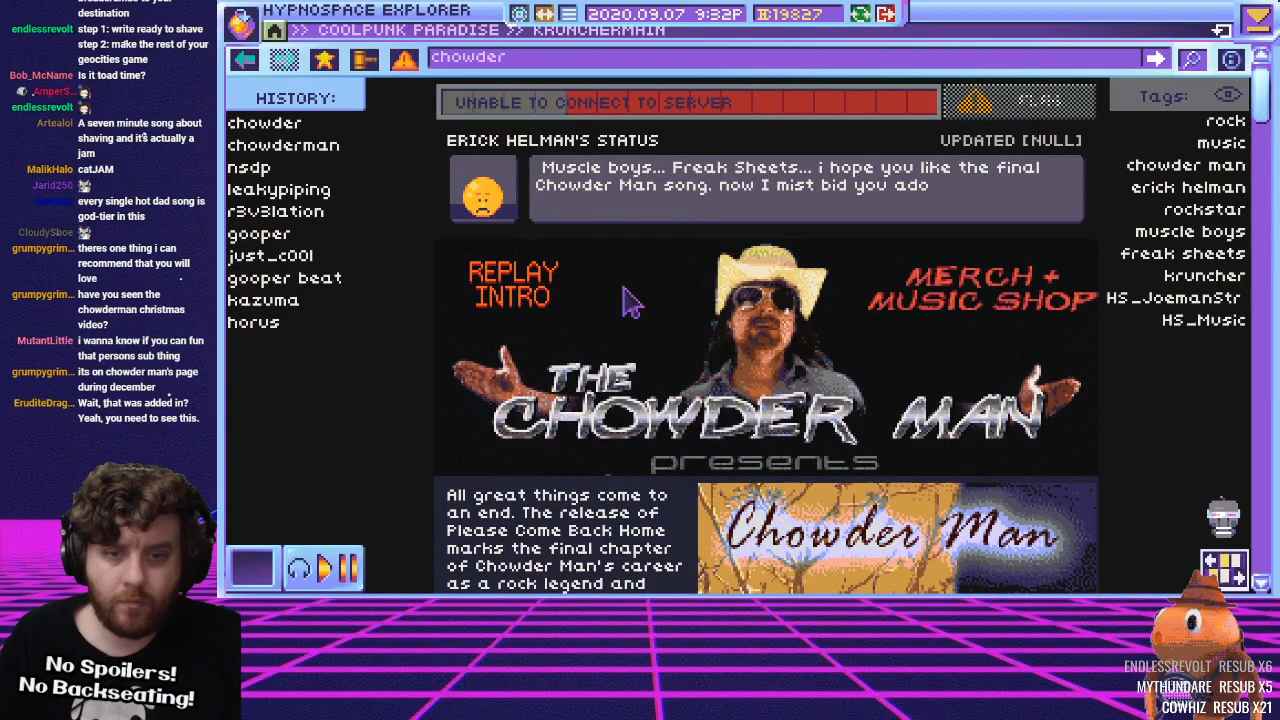 destination
endlessrevolt step 1: write ready to shave
step 2: make the rest of your
geocities game
Bob_McName Is it toad time?
AmperS...
endlessrevolt
Artealol A seven minute song about
shaving and it's actually a
jam
MalikHalo catJAM
Jarid250
every single hot dad song is
god-tier in this
CloudyShoe
grumpygrim... theres one thing i can
recommend that you will
love
grumpygrim... have you seen the
chowderman christmas
video?
MutantLittle i wanna know if you can fun
that persons sub thing
grumpygrim... its on chowder man's page
during december
EruditeDrag... Wait, that was added in?
Yeah, you need to see this.
No Spoilers!
No Backseating!
HYPNOSPACE EXPLORER
2020.09.07 9:32P
19827
>> COOLPUNK PARADISE >> KRUNCHERMAIN
chowder
HISTORY:
chowder
chowderman
nsdp
leakypiping
r3v3lation
gooper
just_c00l
gooper beat
kazuma
horus
UNABLE TO CONNECT TO SERVER
ERICK HELMAN'S STATUS
UPDATED [NULL]
Muscle boys... Freak Sheets... i hope you like the final
Chowder Man song. now I mist bid you ado
REPLAY
INTRO
MERCH +
MUSIC SHOP
THE
CHOWDER MAN
presents
All great things come to
an end. The release of
Please Come Back Home
marks the final chapter
of Chowder Man's career
as a rock legend and
Chowder Man
Tags:
rock
music
chowder man
erick helman
rockstar
muscle boys
freak sheets
kruncher
HS_JoemanStr
HS_Music
ENDLESSREVOLT RESUB X6
MYTHUNDARE RESUB X5
COWHIZ RESUB X21